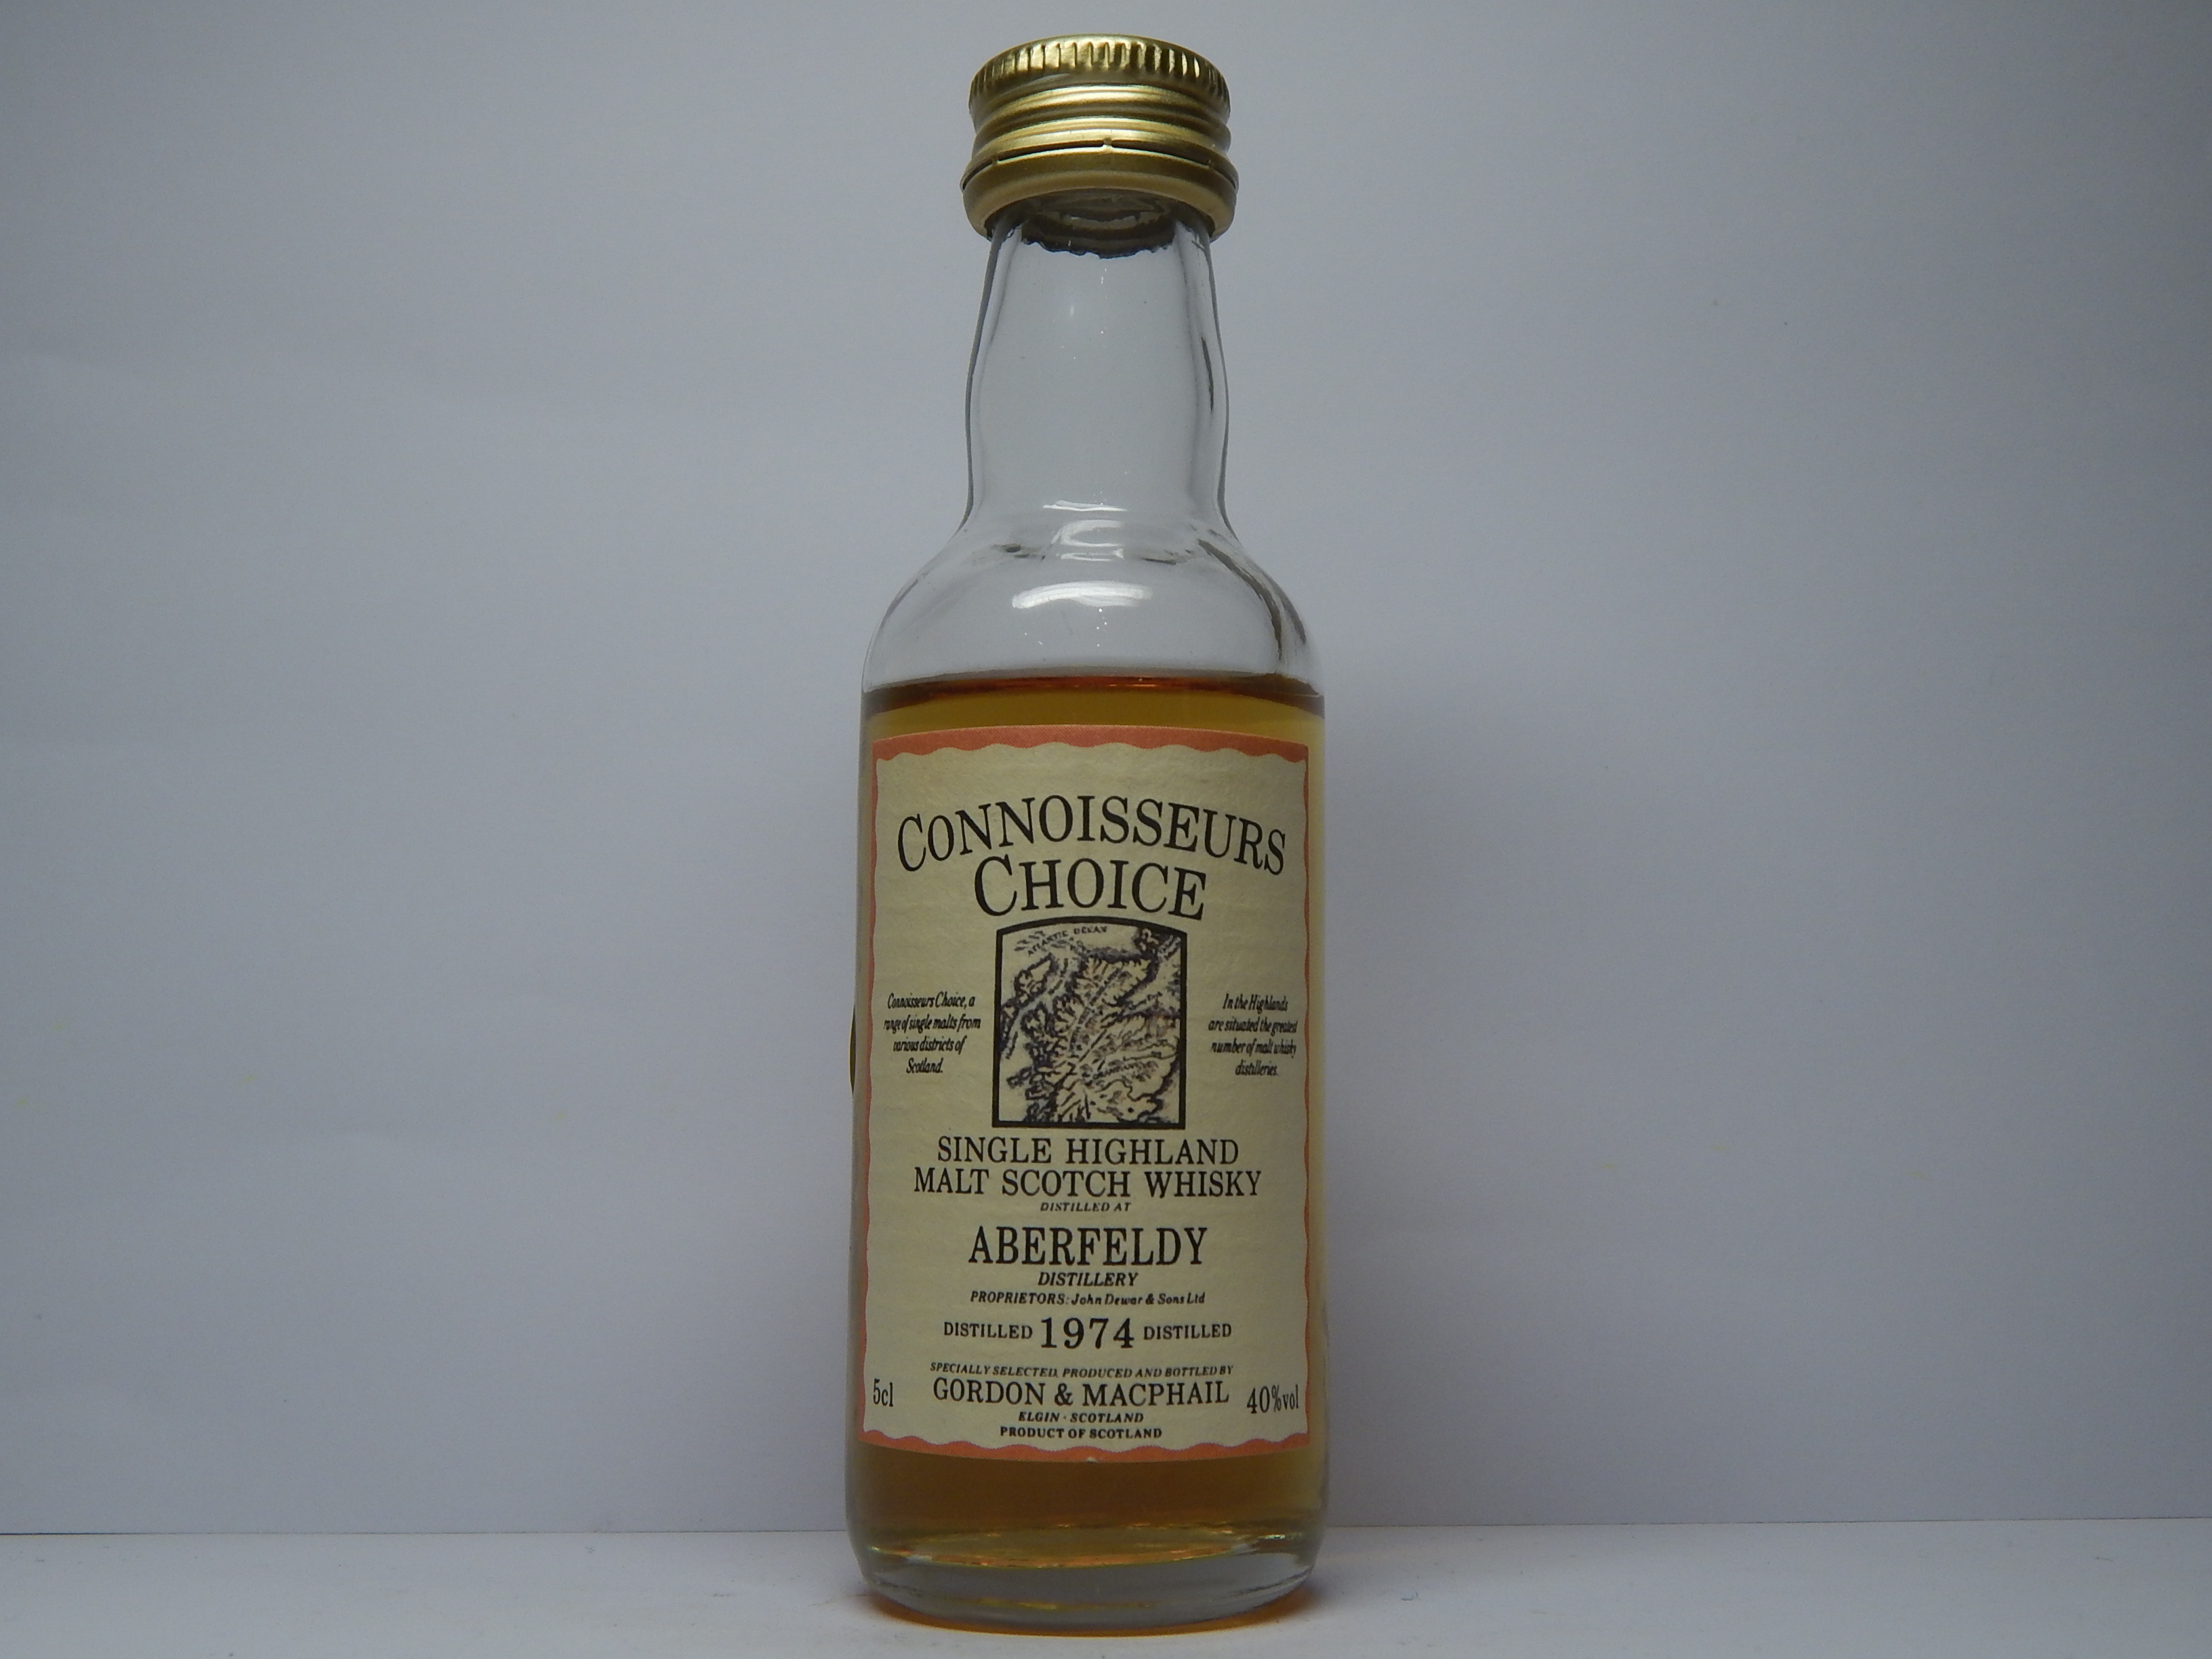 CONNOISSEURS
CHOICE
ATLANTIC OCEAN
Connoisseurs Choice, a
range of single malts from
various districts of
Scotland.
In the Highlands
are situated the greatest
number of malt whisky
distilleries.
GRAMPIANS
SINGLE HIGHLAND
MALT SCOTCH WHISKY
DISTILLED AT
ABERFELDY
DISTILLERY
PROPRIETORS: John Dewar & Sons Ltd
DISTILLED 1974 DISTILLED
SPECIALLY SELECTED, PRODUCED AND BOTTLED BY
5cl GORDON & MACPHAIL 40%vol
ELGIN · SCOTLAND
PRODUCT OF SCOTLAND